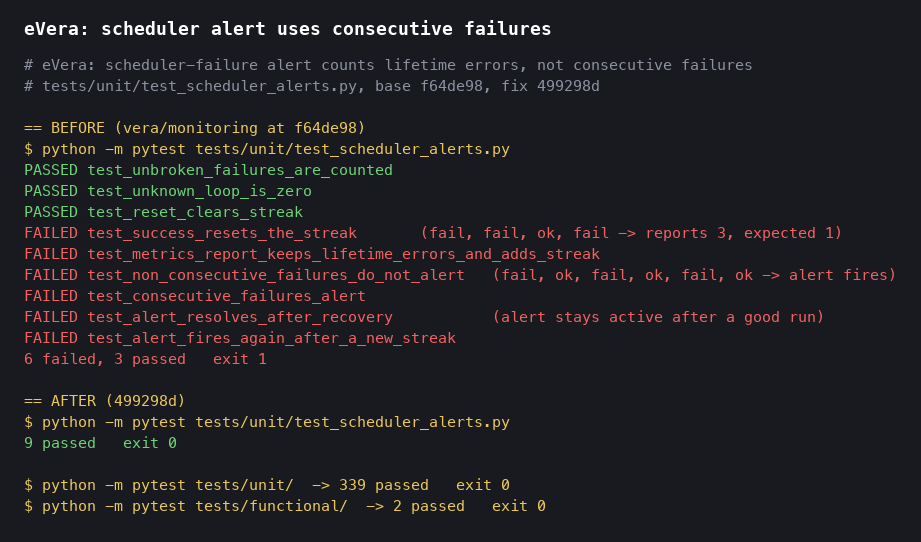 eVera: scheduler alert uses consecutive failures
# eVera: scheduler-failure alert counts lifetime errors, not consecutive failures
# tests/unit/test_scheduler_alerts.py, base f64de98, fix 499298d
== BEFORE (vera/monitoring at f64de98)
$ python -m pytest tests/unit/test_scheduler_alerts.py
PASSED test_unbroken_failures_are_counted
PASSED test_unknown_loop_is_zero
PASSED test_reset_clears_streak
FAILED test_success_resets_the_streak       (fail, fail, ok, fail -> reports 3, expected 1)
FAILED test_metrics_report_keeps_lifetime_errors_and_adds_streak
FAILED test_non_consecutive_failures_do_not_alert   (fail, ok, fail, ok, fail, ok -> alert fires)
FAILED test_consecutive_failures_alert
FAILED test_alert_resolves_after_recovery           (alert stays active after a good run)
FAILED test_alert_fires_again_after_a_new_streak
6 failed, 3 passed   exit 1
== AFTER (499298d)
$ python -m pytest tests/unit/test_scheduler_alerts.py
9 passed   exit 0
$ python -m pytest tests/unit/  -> 339 passed   exit 0
$ python -m pytest tests/functional/  -> 2 passed   exit 0